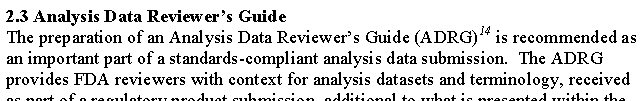 2.3 Analysis Data Reviewer’s Guide
The preparation of an Analysis Data Reviewer’s Guide (ADRG)14 is recommended as
an important part of a standards-compliant analysis data submission.  The ADRG
provides FDA reviewers with context for analysis datasets and terminology, received
as part of a regulatory product submission, additional to what is presented within the